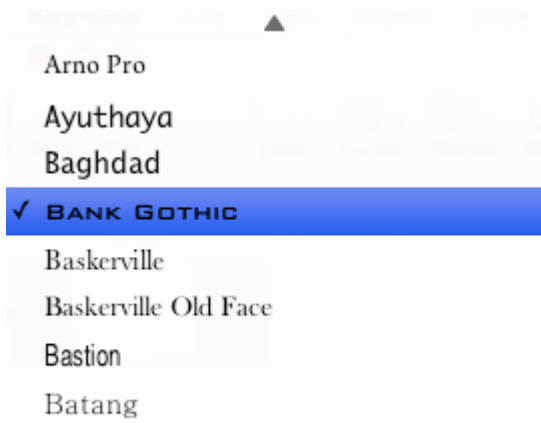 Arno Pro
Ayuthaya
Baghdad
✓ Bank Gothic
Baskerville
Baskerville Old Face
Bastion
Batang